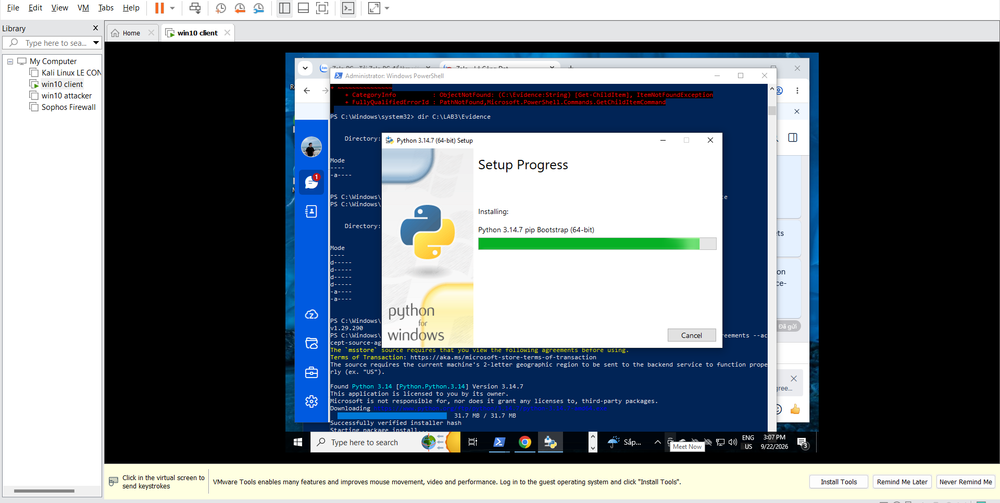 File Edit View VM Tabs Help
Library
Type here to sea...
My Computer
Kali Linux LE CON
win10 client
win10 attacker
Sophos Firewall
Home
win10 client
Administrator: Windows PowerShell
+ ~~~~~~~~~~~~~~~
+ CategoryInfo : ObjectNotFound: (C:\Evidence:String) [Get-ChildItem], ItemNotFoundException
+ FullyQualifiedErrorId : PathNotFound,Microsoft.PowerShell.Commands.GetChildItemCommand
PS C:\Windows\system32> dir C:\LAB3\Evidence
Directory:
Mode
----
-a----
PS C:\Windows\
PS C:\Windows\
Directory:
Mode
----
d-----
d-----
d-----
d-----
-a----
-a----
PS C:\Windows\
v1.29.290
PS C:\Windows\ reements --ac
cept-source-ag
The `msstore` source requires that you view the following agreements before using.
Terms of Transaction: https://aka.ms/microsoft-store-terms-of-transaction
The source requires the current machine's 2-letter geographic region to be sent to the backend service to function prope
rly (ex. "US").
Found Python 3.14 [Python.Python.3.14] Version 3.14.7
This application is licensed to you by its owner.
Microsoft is not responsible for, nor does it grant any licenses to, third-party packages.
Downloading
31.7 MB / 31.7 MB
Successfully verified installer hash
Starting package install...
Python 3.14.7 (64-bit) Setup
Setup Progress
Installing:
Python 3.14.7 pip Bootstrap (64-bit)
python
for
windows
Cancel
1
ets
on
ce-
Đã gửi
gree...
Type here to search
Sắp...
Meet Now
ENG
US
3:07 PM
9/22/2026
3
Click in the virtual screen to
send keystrokes
VMware Tools enables many features and improves mouse movement, video and performance. Log in to the guest operating system and click "Install Tools".
Install Tools
Remind Me Later
Never Remind Me